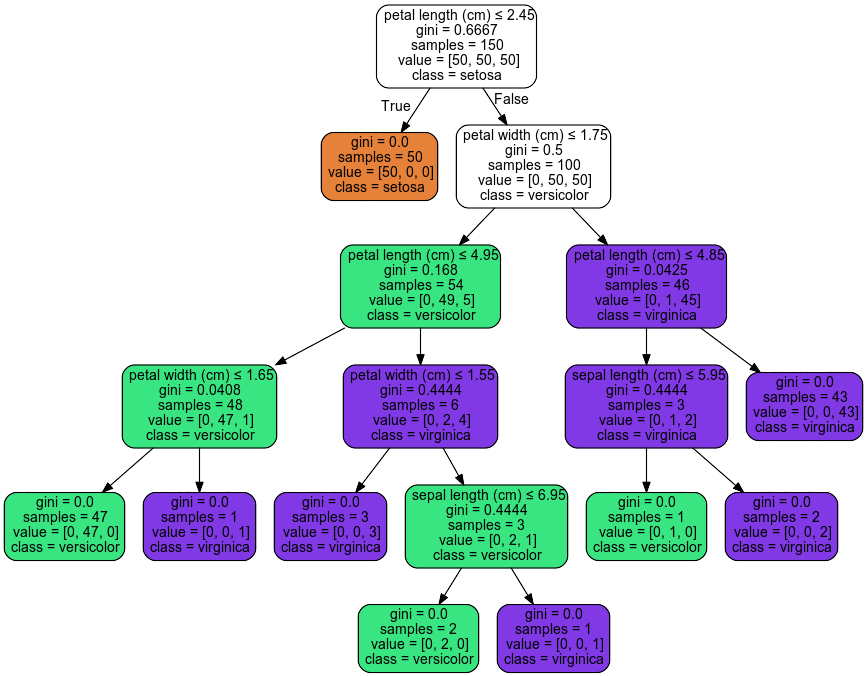 petal length (cm) ≤ 2.45
gini = 0.6667
samples = 150
value = [50, 50, 50]
class = setosa
True
False
gini = 0.0
samples = 50
value = [50, 0, 0]
class = setosa
petal width (cm) ≤ 1.75
gini = 0.5
samples = 100
value = [0, 50, 50]
class = versicolor
petal length (cm) ≤ 4.95
gini = 0.168
samples = 54
value = [0, 49, 5]
class = versicolor
petal length (cm) ≤ 4.85
gini = 0.0425
samples = 46
value = [0, 1, 45]
class = virginica
petal width (cm) ≤ 1.65
gini = 0.0408
samples = 48
value = [0, 47, 1]
class = versicolor
petal width (cm) ≤ 1.55
gini = 0.4444
samples = 6
value = [0, 2, 4]
class = virginica
sepal length (cm) ≤ 5.95
gini = 0.4444
samples = 3
value = [0, 1, 2]
class = virginica
gini = 0.0
samples = 43
value = [0, 0, 43]
class = virginica
gini = 0.0
samples = 47
value = [0, 47, 0]
class = versicolor
gini = 0.0
samples = 1
value = [0, 0, 1]
class = virginica
gini = 0.0
samples = 3
value = [0, 0, 3]
class = virginica
sepal length (cm) ≤ 6.95
gini = 0.4444
samples = 3
value = [0, 2, 1]
class = versicolor
gini = 0.0
samples = 1
value = [0, 1, 0]
class = versicolor
gini = 0.0
samples = 2
value = [0, 0, 2]
class = virginica
gini = 0.0
samples = 2
value = [0, 2, 0]
class = versicolor
gini = 0.0
samples = 1
value = [0, 0, 1]
class = virginica